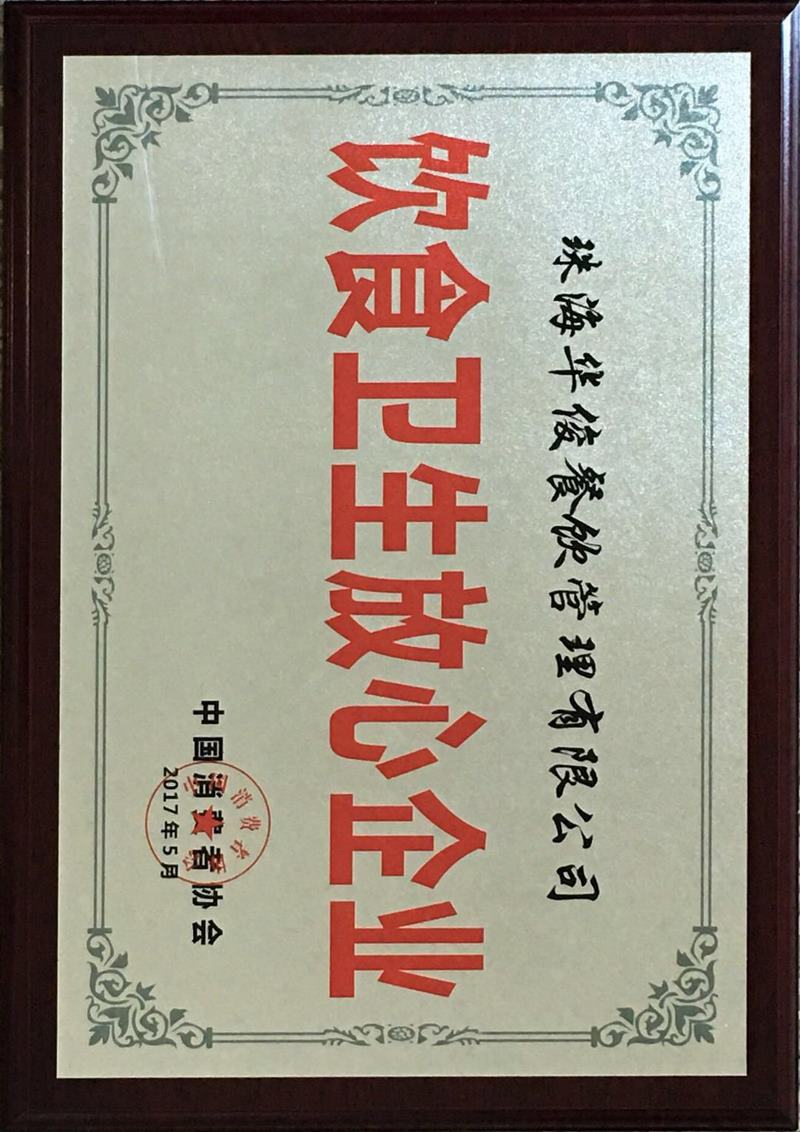 珠海华俊餐饮管理有限公司
饮食卫生放心企业
中国消费者协会
2017年5月